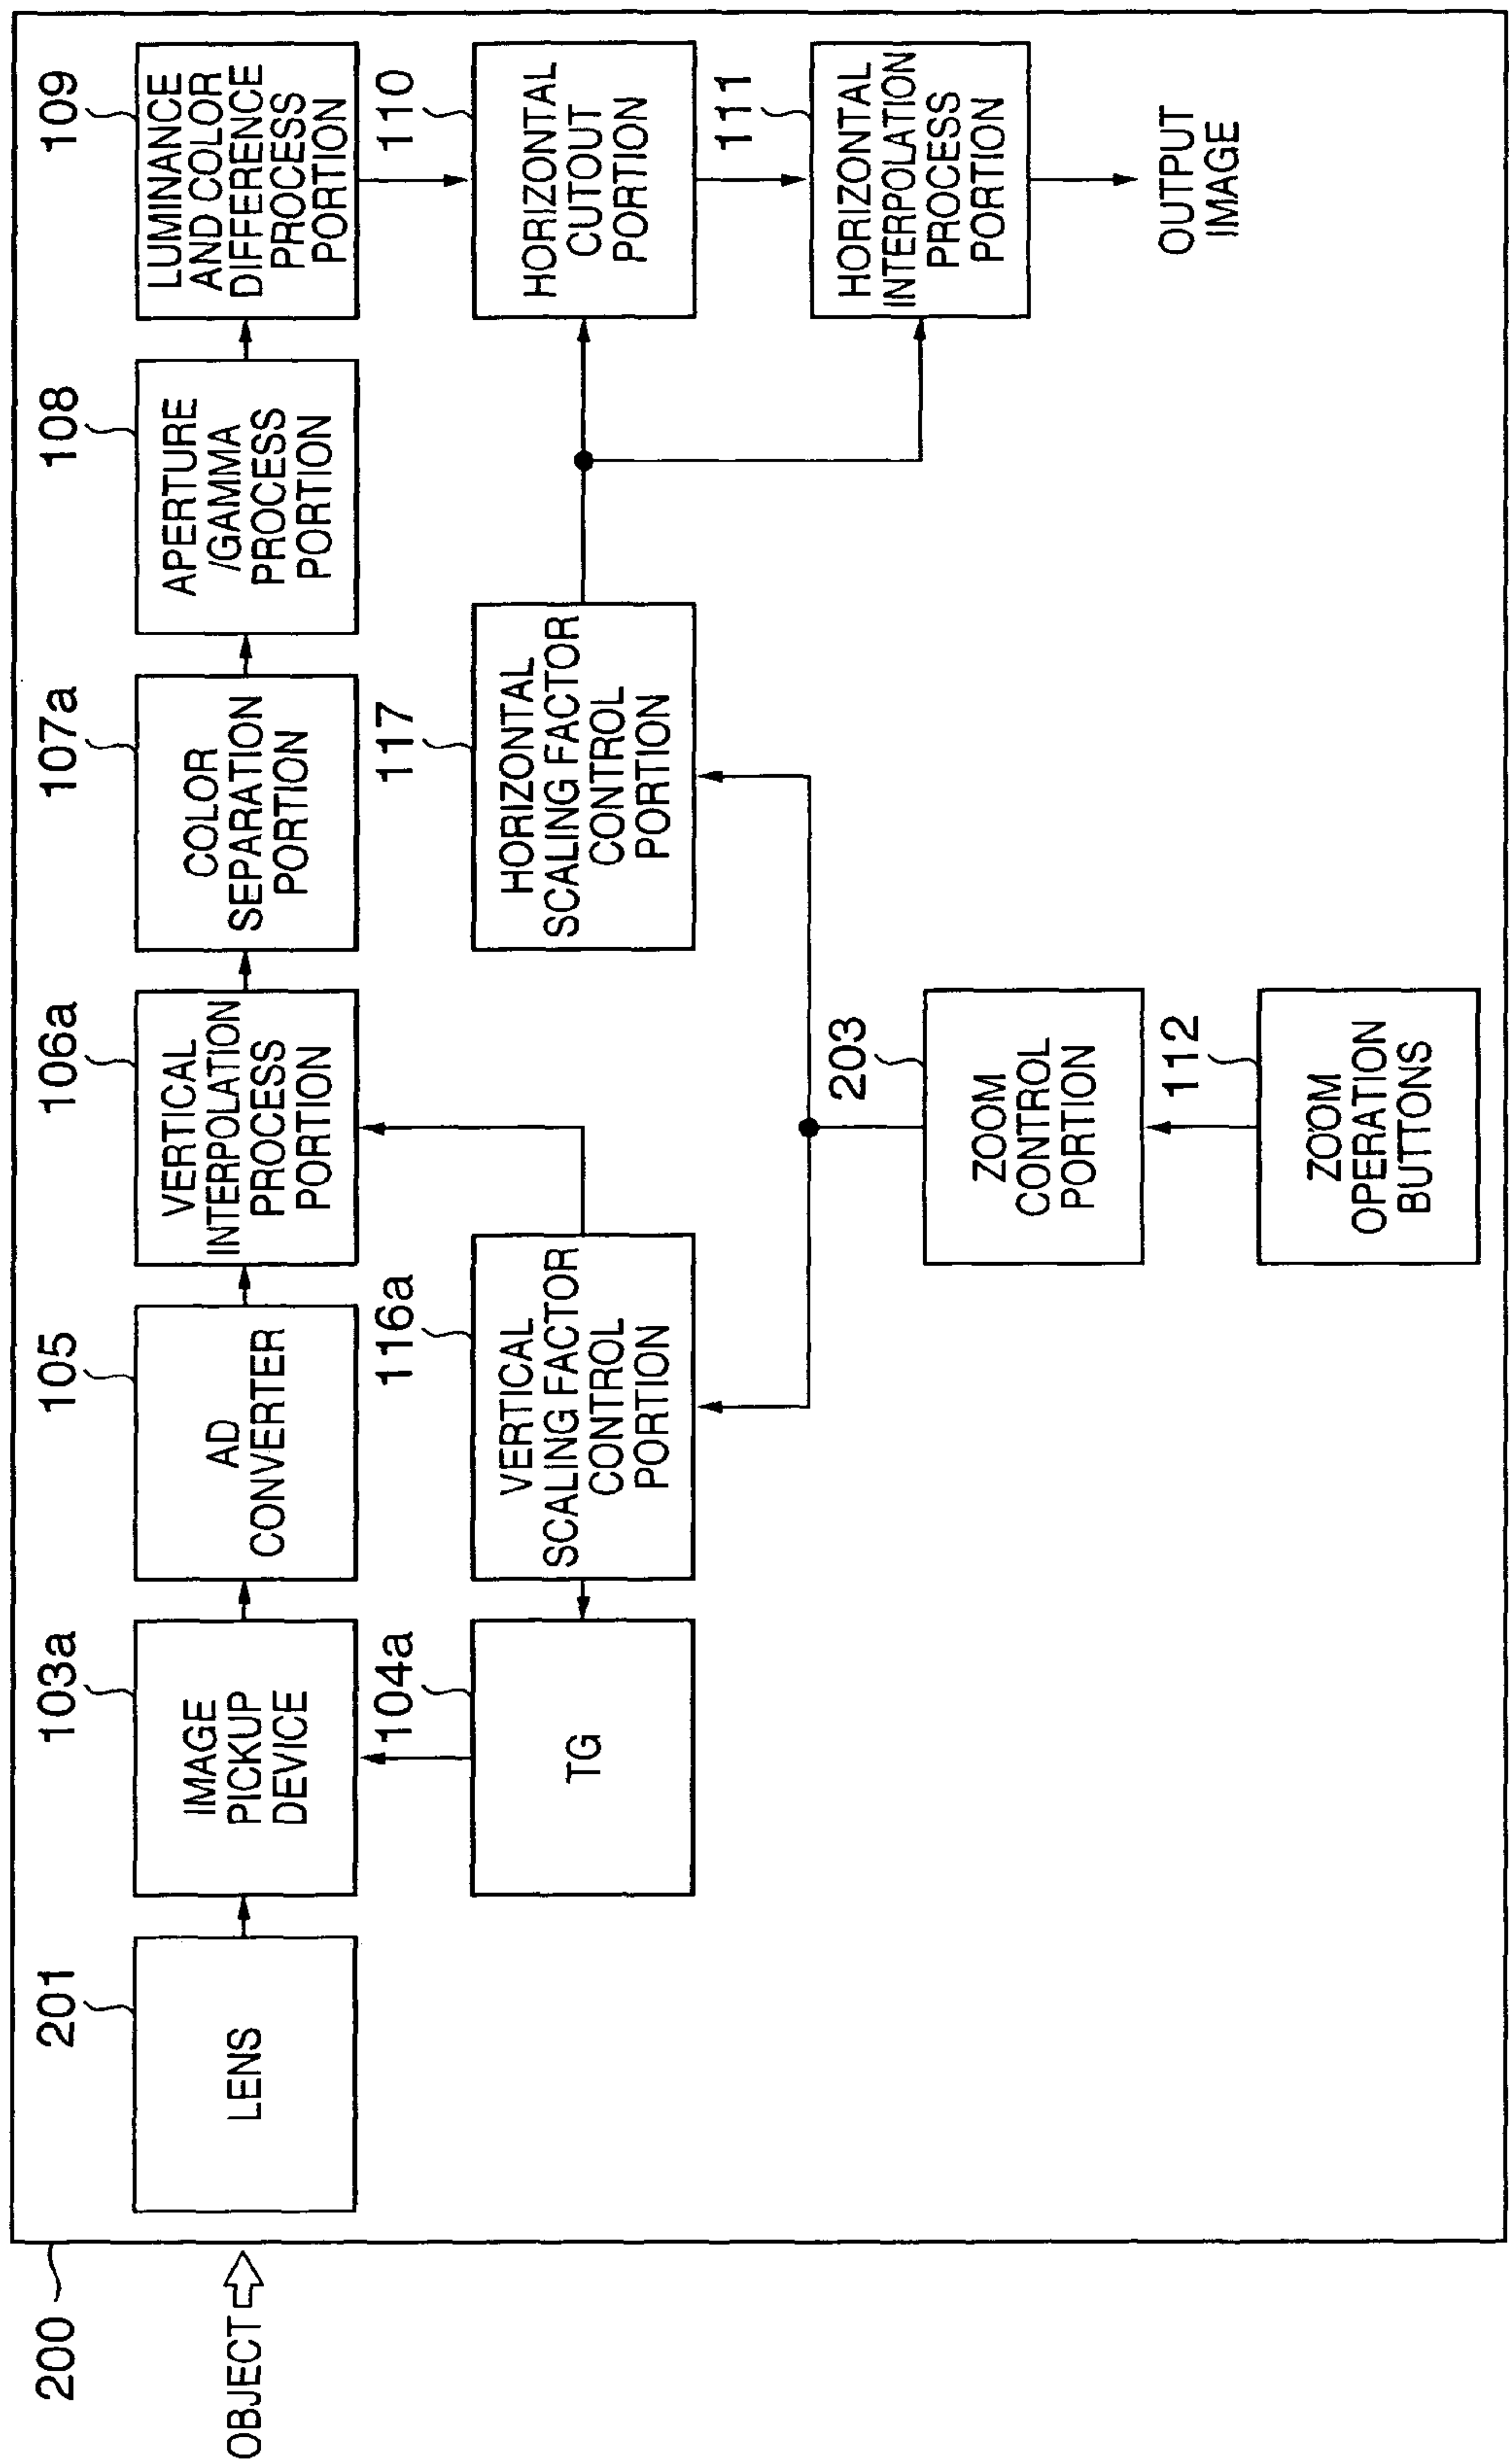 200
OBJECT
201
LENS
103a
IMAGE
PICKUP
DEVICE
105
AD
CONVERTER
106a
VERTICAL
INTERPOLATION
PROCESS
PORTION
107a
COLOR
SEPARATION
PORTION
108
APERTURE
/GAMMA
PROCESS
PORTION
109
LUMINANCE
AND COLOR
DIFFERENCE
PROCESS
PORTION
104a
TG
116a
VERTICAL
SCALING FACTOR
CONTROL
PORTION
117
HORIZONTAL
SCALING FACTOR
CONTROL
PORTION
110
HORIZONTAL
CUTOUT
PORTION
203
ZOOM
CONTROL
PORTION
111
HORIZONTAL
INTERPOLATION
PROCESS
PORTION
112
ZOOM
OPERATION
BUTTONS
OUTPUT
IMAGE